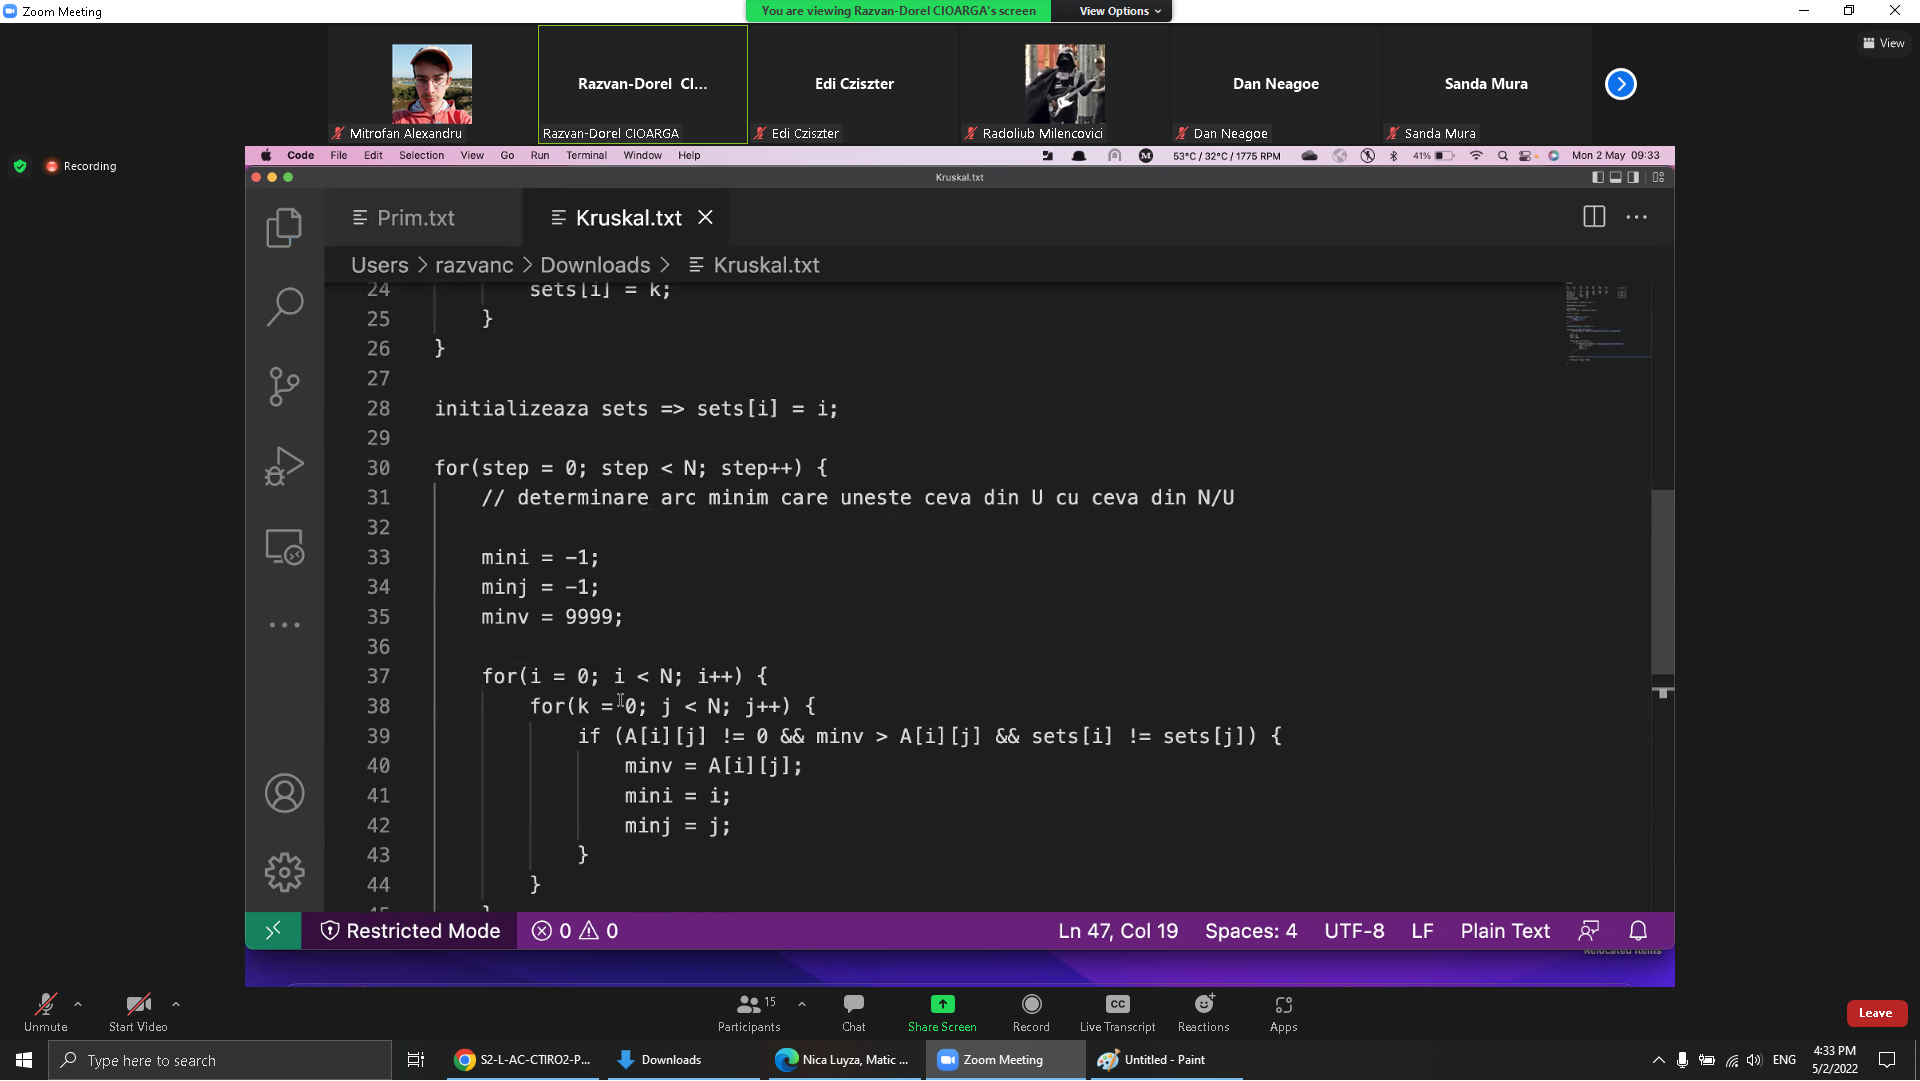 Zoom Meeting
You are viewing Razvan-Dorel CIOARGA's screen
View Options
View
Razvan-Dorel Cl...
Edi Cziszter
Dan Neagoe
Sanda Mura
Mitrofan Alexandru
Razvan-Dorel CIOARGA
Edi Cziszter
Radoliub Milencovici
Dan Neagoe
Sanda Mura
Recording
Code File Edit Selection View Go Run Terminal Window Help
53°C / 32°C / 1775 RPM
41%
Mon 2 May 09:33
Kruskal.txt
Prim.txt
Kruskal.txt
Users > razvanc > Downloads > Kruskal.txt
24 sets[i] = k;
25 }
26 }
27
28 initializeaza sets => sets[i] = i;
29
30 for(step = 0; step < N; step++) {
31 // determinare arc minim care uneste ceva din U cu ceva din N/U
32
33 mini = -1;
34 minj = -1;
35 minv = 9999;
36
37 for(i = 0; i < N; i++) {
38 for(k = 0; j < N; j++) {
39 if (A[i][j] != 0 && minv > A[i][j] && sets[i] != sets[j]) {
40 minv = A[i][j];
41 mini = i;
42 minj = j;
43 }
44 }
Restricted Mode
0
0
Ln 47, Col 19
Spaces: 4
UTF-8
LF
Plain Text
Relocated Items
Unmute
Start Video
15
Participants
Chat
Share Screen
Record
CC
Live Transcript
Reactions
Apps
Leave
Type here to search
S2-L-AC-CTIRO2-P...
Downloads
Nica Luyza, Matic ...
Zoom Meeting
Untitled - Paint
ENG
4:33 PM
5/2/2022